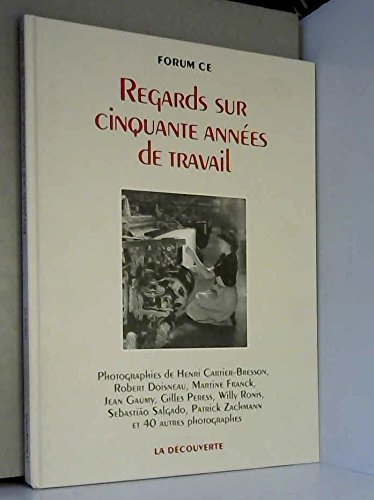 FORUM CE
REGARDS SUR
CINQUANTE ANNÉES
DE TRAVAIL
PHOTOGRAPHIES DE HENRI CARTIER-BRESSON,
ROBERT DOISNEAU, MARTINE FRANCK,
JEAN GAUMY, GILLES PERESS, WILLY RONIS,
SEBASTIÃO SALGADO, PATRICK ZACHMANN
ET 40 AUTRES PHOTOGRAPHES
LA DÉCOUVERTE